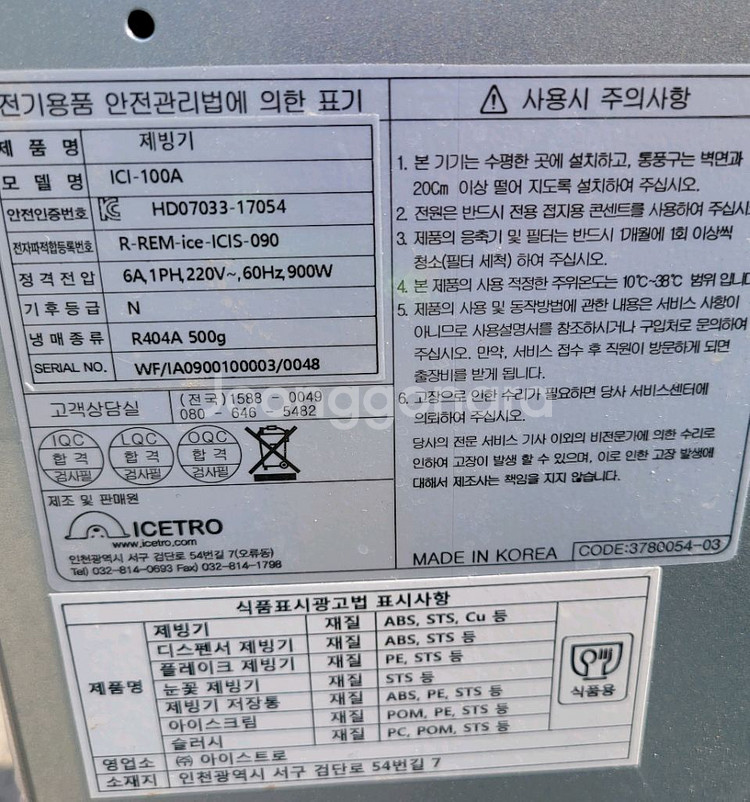 전기용품 안전관리법에 의한 표기
제 품 명 제빙기
모 델 명 ICI-100A
안전인증번호 HD07033-17054
전자파적합등록번호 R-REM-ice-ICIS-090
정 격 전 압 6A,1PH,220V~,60Hz,900W
기 후 등 급 N
냉 매 종 류 R404A 500g
SERIAL NO. WF/IA0900100003/0048
고객상담실 (전국)1588 0049
080 646 5482
IQC 합격 검사필
LQC 합격 검사필
OQC 합격 검사필
제조 및 판매원
ICETRO
www.icetro.com
인천광역시 서구 검단로 54번길 7(오류동)
Tel) 032-814-0693 Fax) 032-814-1798
사용시 주의사항
1. 본 기기는 수평한 곳에 설치하고, 통풍구는 벽면과
20Cm 이상 떨어 지도록 설치하여 주십시오.
2. 전원은 반드시 전용 접지용 콘센트를 사용하여 주십시
3. 제품의 응축기 및 필터는 반드시 1개월에 1회 이상씩
청소(필터 세척) 하여 주십시오.
4. 본 제품의 사용 적정한 주위온도는 10℃~38℃ 범위 입니다
5. 제품의 사용 및 동작방법에 관한 내용은 서비스 사항이
아니므로 사용설명서를 참조하시거나 구입처로 문의하여
주십시오. 만약, 서비스 접수 후 직원이 방문하게 되면
출장비를 받게 됩니다.
6. 고장으로 인한 수리가 필요하면 당사 서비스센터에
의뢰하여 주십시오.
당사의 전문 서비스 기사 이외의 비전문가에 의한 수리로
인하여 고장이 발생 할 수 있으며, 이로 인한 고장 발생에
대해서 제조사는 책임을 지지 않습니다.
MADE IN KOREA CODE:3780054-03
Joonggonara
식품표시광고법 표시사항
제품명
제빙기 재질 ABS, STS, Cu 등
디스펜서 제빙기 재질 ABS, STS 등
플레이크 제빙기 재질 PE, STS 등
눈꽃 제빙기 재질 STS 등
제빙기 저장통 재질 ABS, PE, STS 등
아이스크림 재질 POM, PE, STS 등
슬러시 재질 PC, POM, STS 등
식품용
영업소 ㈜ 아이스트로
소재지 인천광역시 서구 검단로 54번길 7